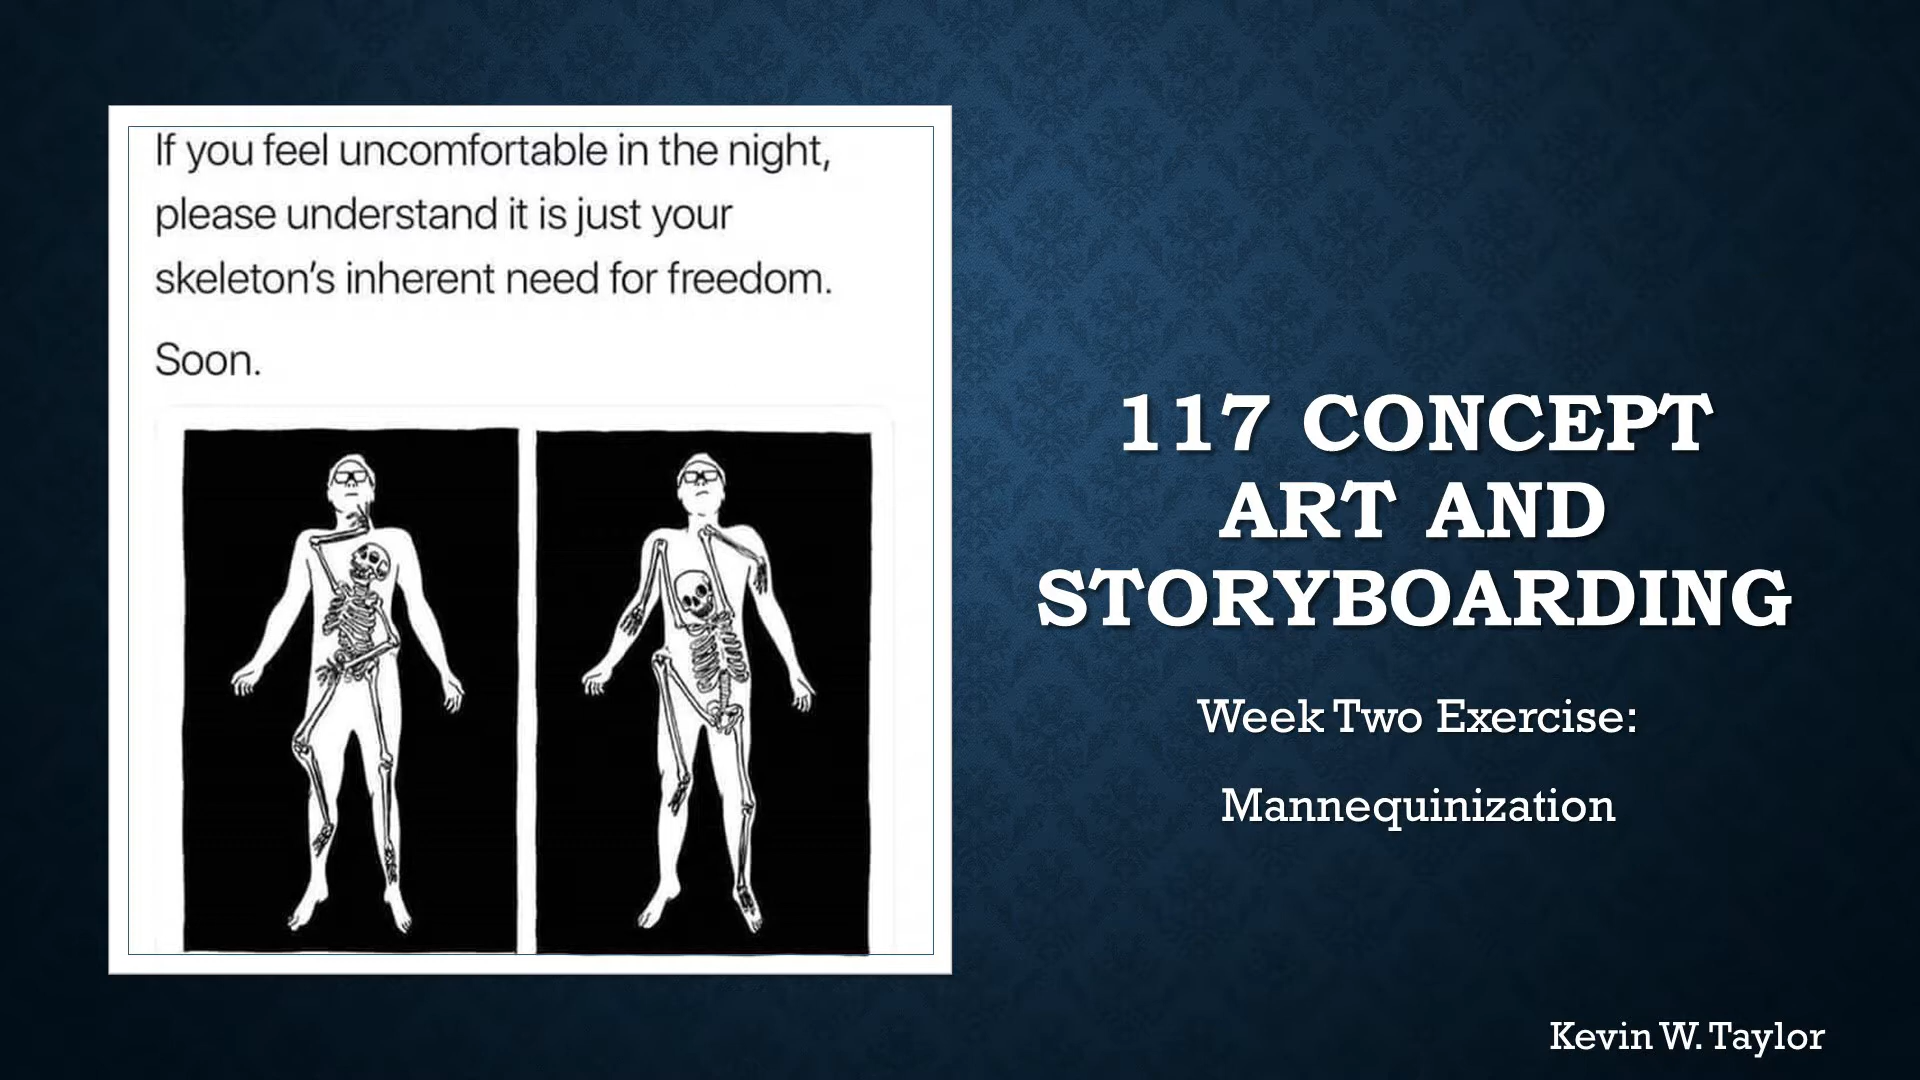 If you feel uncomfortable in the night,
please understand it is just your
skeleton’s inherent need for freedom.
Soon.
117 CONCEPT
ART AND
STORYBOARDING
Week Two Exercise:
Mannequinization
Kevin W. Taylor